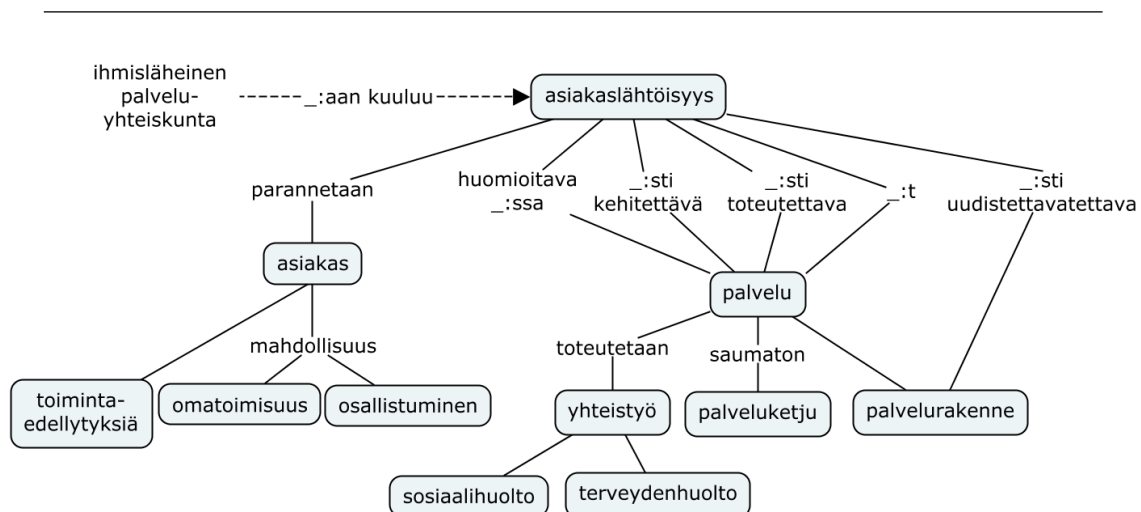 ihmisläheinen
palvelu-
yhteiskunta
_:aan kuuluu
asiakaslähtöisyys
parannetaan
huomioitava
_:ssa
_:sti
kehitettävä
_:sti
toteutettava
_:t
_:sti
uudistettavatettava
asiakas
palvelu
mahdollisuus
toteutetaan
saumaton
toiminta-
edellytyksiä
omatoimisuus
osallistuminen
yhteistyö
palveluketju
palvelurakenne
sosiaalihuolto
terveydenhuolto